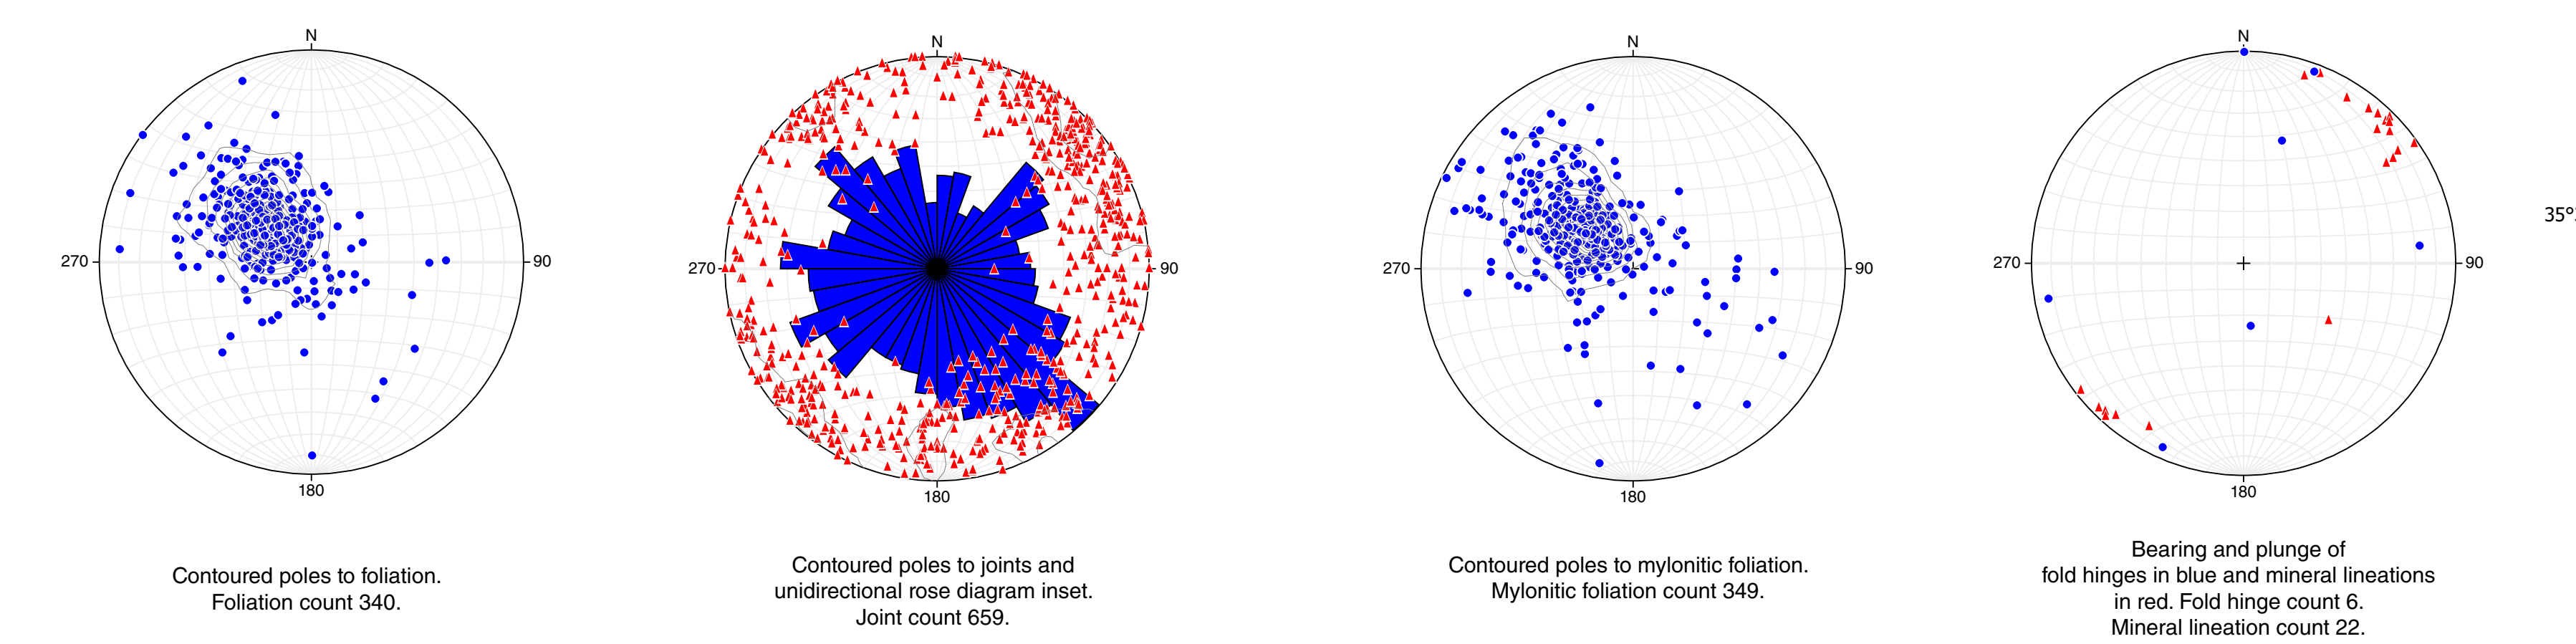 N
270
90
180
Contoured poles to foliation.
Foliation count 340.
N
270
90
180
Contoured poles to joints and
unidirectional rose diagram inset.
Joint count 659.
N
270
90
180
Contoured poles to mylonitic foliation.
Mylonitic foliation count 349.
N
270
90
180
Bearing and plunge of
fold hinges in blue and mineral lineations
in red. Fold hinge count 6.
Mineral lineation count 22.
35°